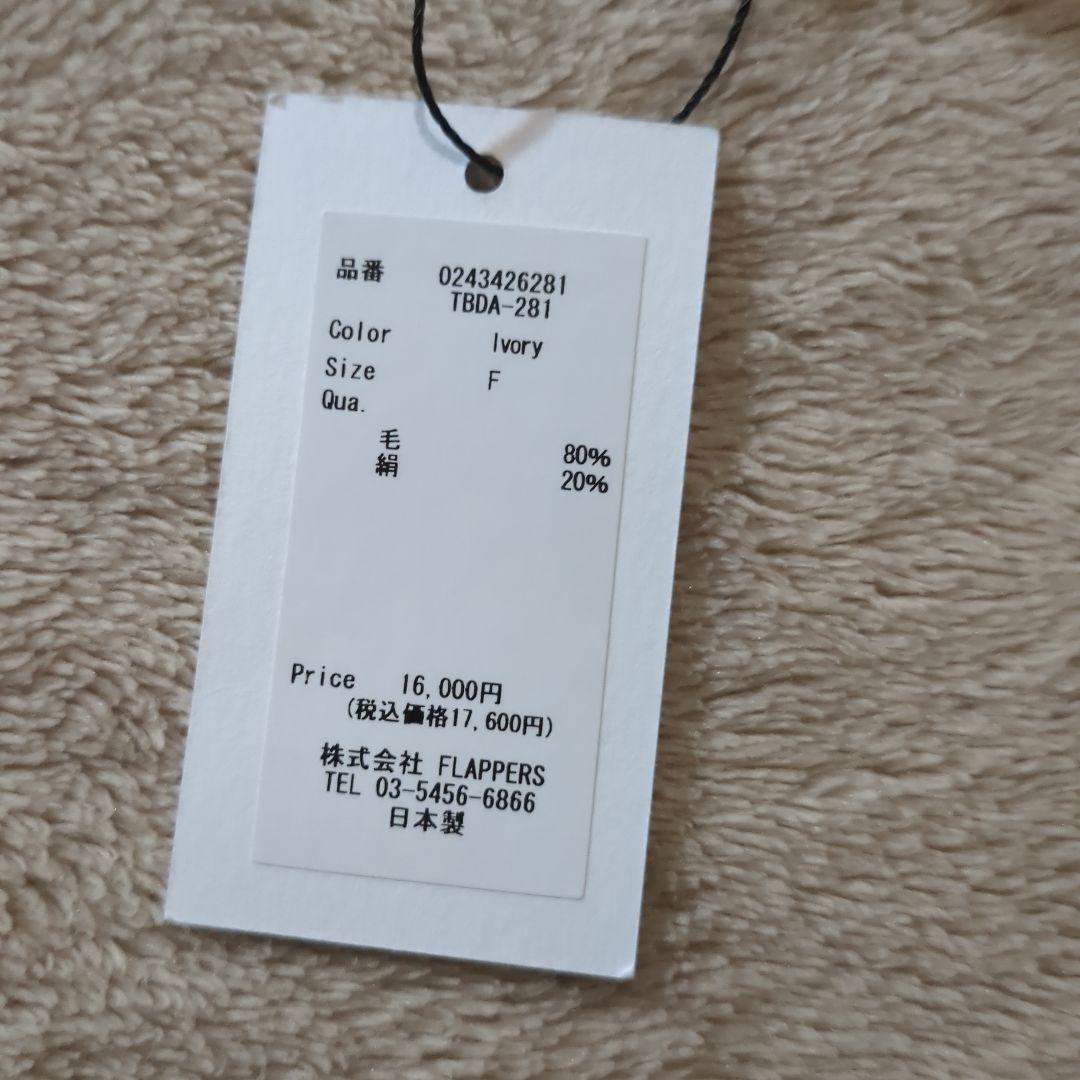 品番 0243426281
TBDA-281
Color Ivory
Size F
Qua.
毛 80%
絹 20%
Price 16,000円
(税込価格17,600円)
株式会社 FLAPPERS
TEL 03-5456-6866
日本製